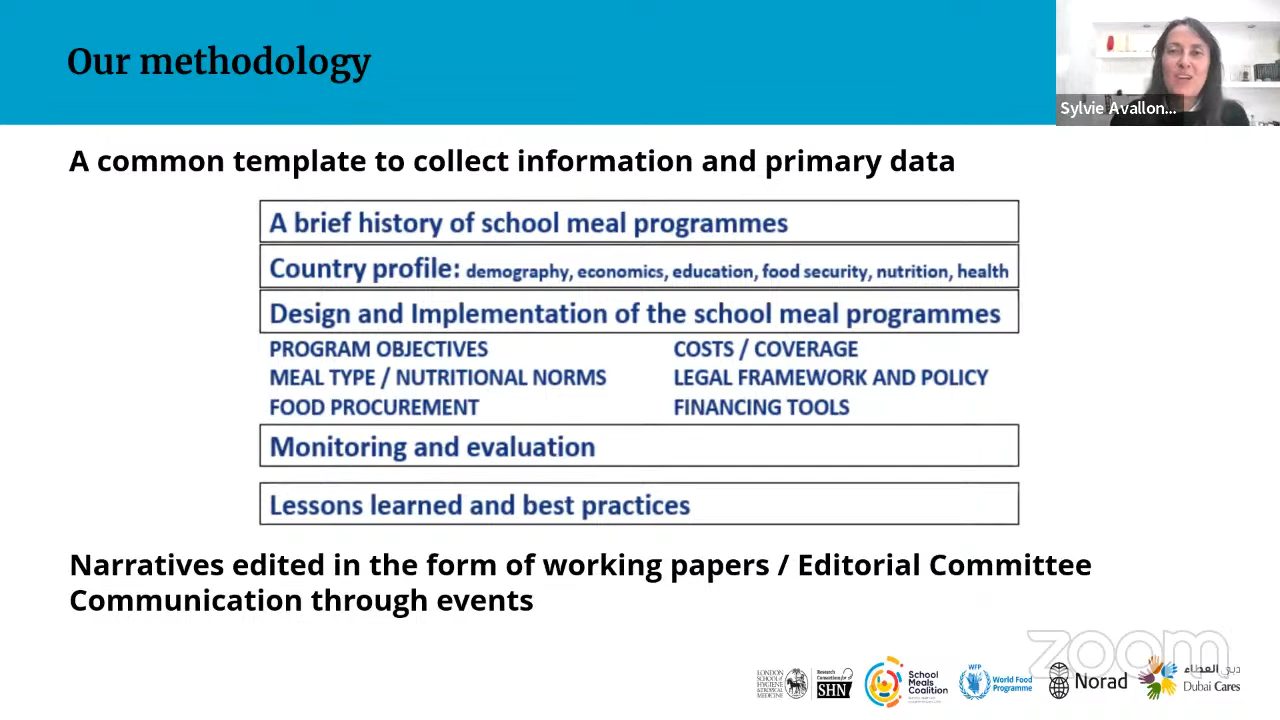 Our methodology
Sylvie Avallon...
A common template to collect information and primary data
A brief history of school meal programmes
Country profile: demography, economics, education, food security, nutrition, health
Design and Implementation of the school meal programmes
PROGRAM OBJECTIVES
COSTS / COVERAGE
MEAL TYPE / NUTRITIONAL NORMS
LEGAL FRAMEWORK AND POLICY
FOOD PROCUREMENT
FINANCING TOOLS
Monitoring and evaluation
Lessons learned and best practices
Narratives edited in the form of working papers / Editorial Committee
Communication through events
zoom
LONDON
SCHOOL of
HYGIENE
&TROPICAL
MEDICINE
Research
Consortium for
SHN
School
Meals
Coalition
WFP
World Food
Programme
Norad
دبي العطاء
Dubai Cares